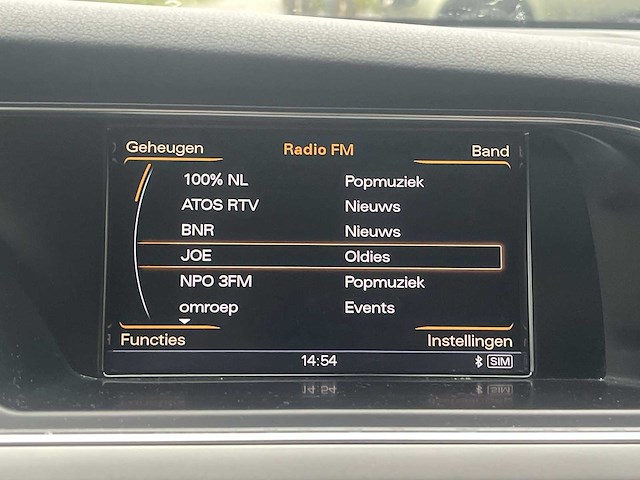 Geheugen Radio FM Band
100% NL Popmuziek
ATOS RTV Nieuws
BNR Nieuws
JOE Oldies
NPO 3FM Popmuziek
omroep Events
Functies Instellingen
14:54 SIM